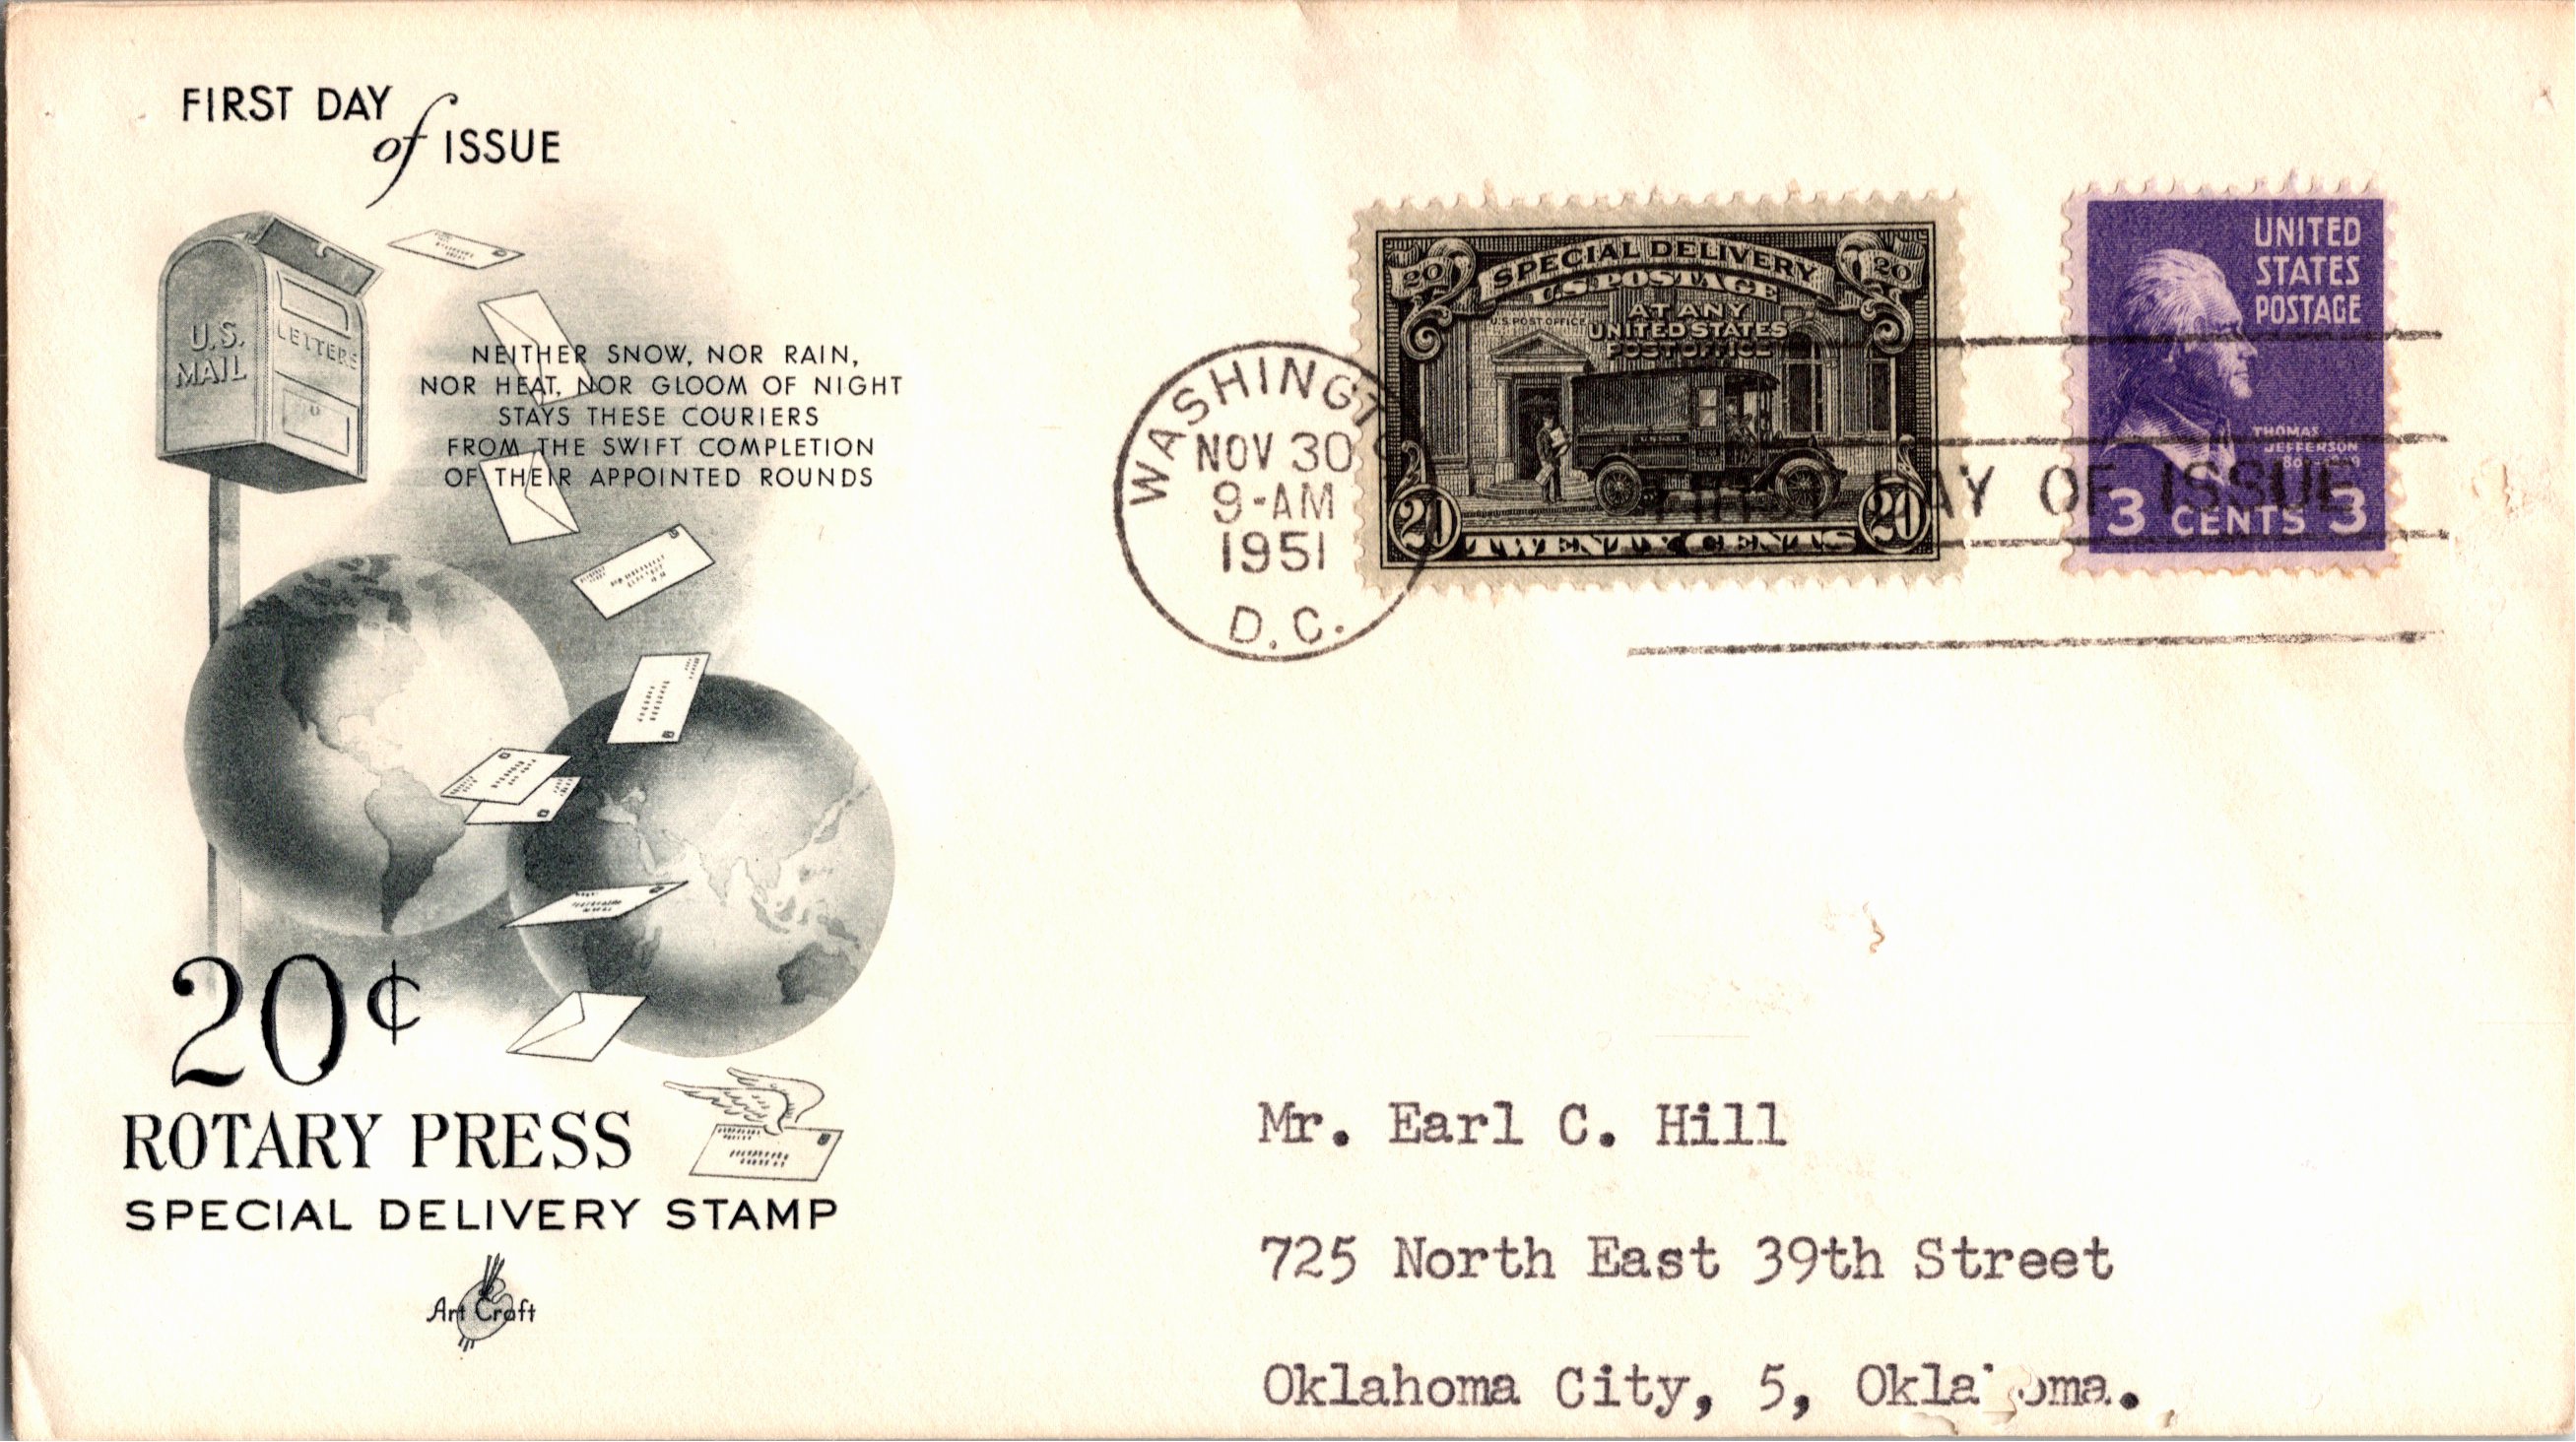 FIRST DAY
of ISSUE
U.S.
MAIL
LETTERS
NEITHER SNOW, NOR RAIN,
NOR HEAT, NOR GLOOM OF NIGHT
STAYS THESE COURIERS
FROM THE SWIFT COMPLETION
OF THEIR APPOINTED ROUNDS
20¢
ROTARY PRESS
SPECIAL DELIVERY STAMP
Art Craft
WASHINGTO
NOV 30
9-AM
1951
D.C.
20 SPECIAL DELIVERY 20
U.S. POSTAGE
AT ANY
UNITED STATES
POST OFFICE
U.S. POST OFFICE
20 TWENTY CENTS 20
UNITED
STATES
POSTAGE
THOMAS
JEFFERSON
3 CENTS 3
DAY OF ISSUE
Mr. Earl C. Hill
725 North East 39th Street
Oklahoma City, 5, Okla oma.